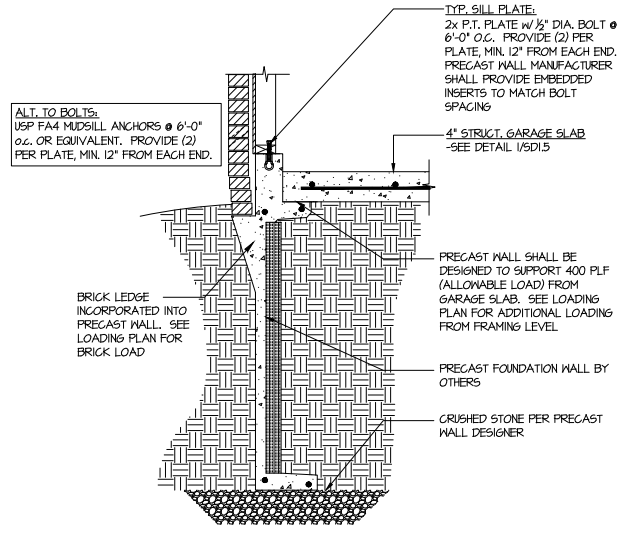 TYP. SILL PLATE:
2x P.T. PLATE W/ 1/2" DIA. BOLT @
6'-0" O.C. PROVIDE (2) PER
PLATE, MIN. 12" FROM EACH END.
PRECAST WALL MANUFACTURER
SHALL PROVIDE EMBEDDED
INSERTS TO MATCH BOLT
SPACING
ALT. TO BOLTS:
USP FA4 MUDSILL ANCHORS @ 6'-0"
o.c. OR EQUIVALENT. PROVIDE (2)
PER PLATE, MIN. 12" FROM EACH END.
4" STRUCT. GARAGE SLAB
-SEE DETAIL 1/SD1.5
PRECAST WALL SHALL BE
DESIGNED TO SUPPORT 400 PLF
(ALLOWABLE LOAD) FROM
GARAGE SLAB. SEE LOADING
PLAN FOR ADDITIONAL LOADING
FROM FRAMING LEVEL
BRICK LEDGE
INCORPORATED INTO
PRECAST WALL. SEE
LOADING PLAN FOR
BRICK LOAD
PRECAST FOUNDATION WALL BY
OTHERS
CRUSHED STONE PER PRECAST
WALL DESIGNER